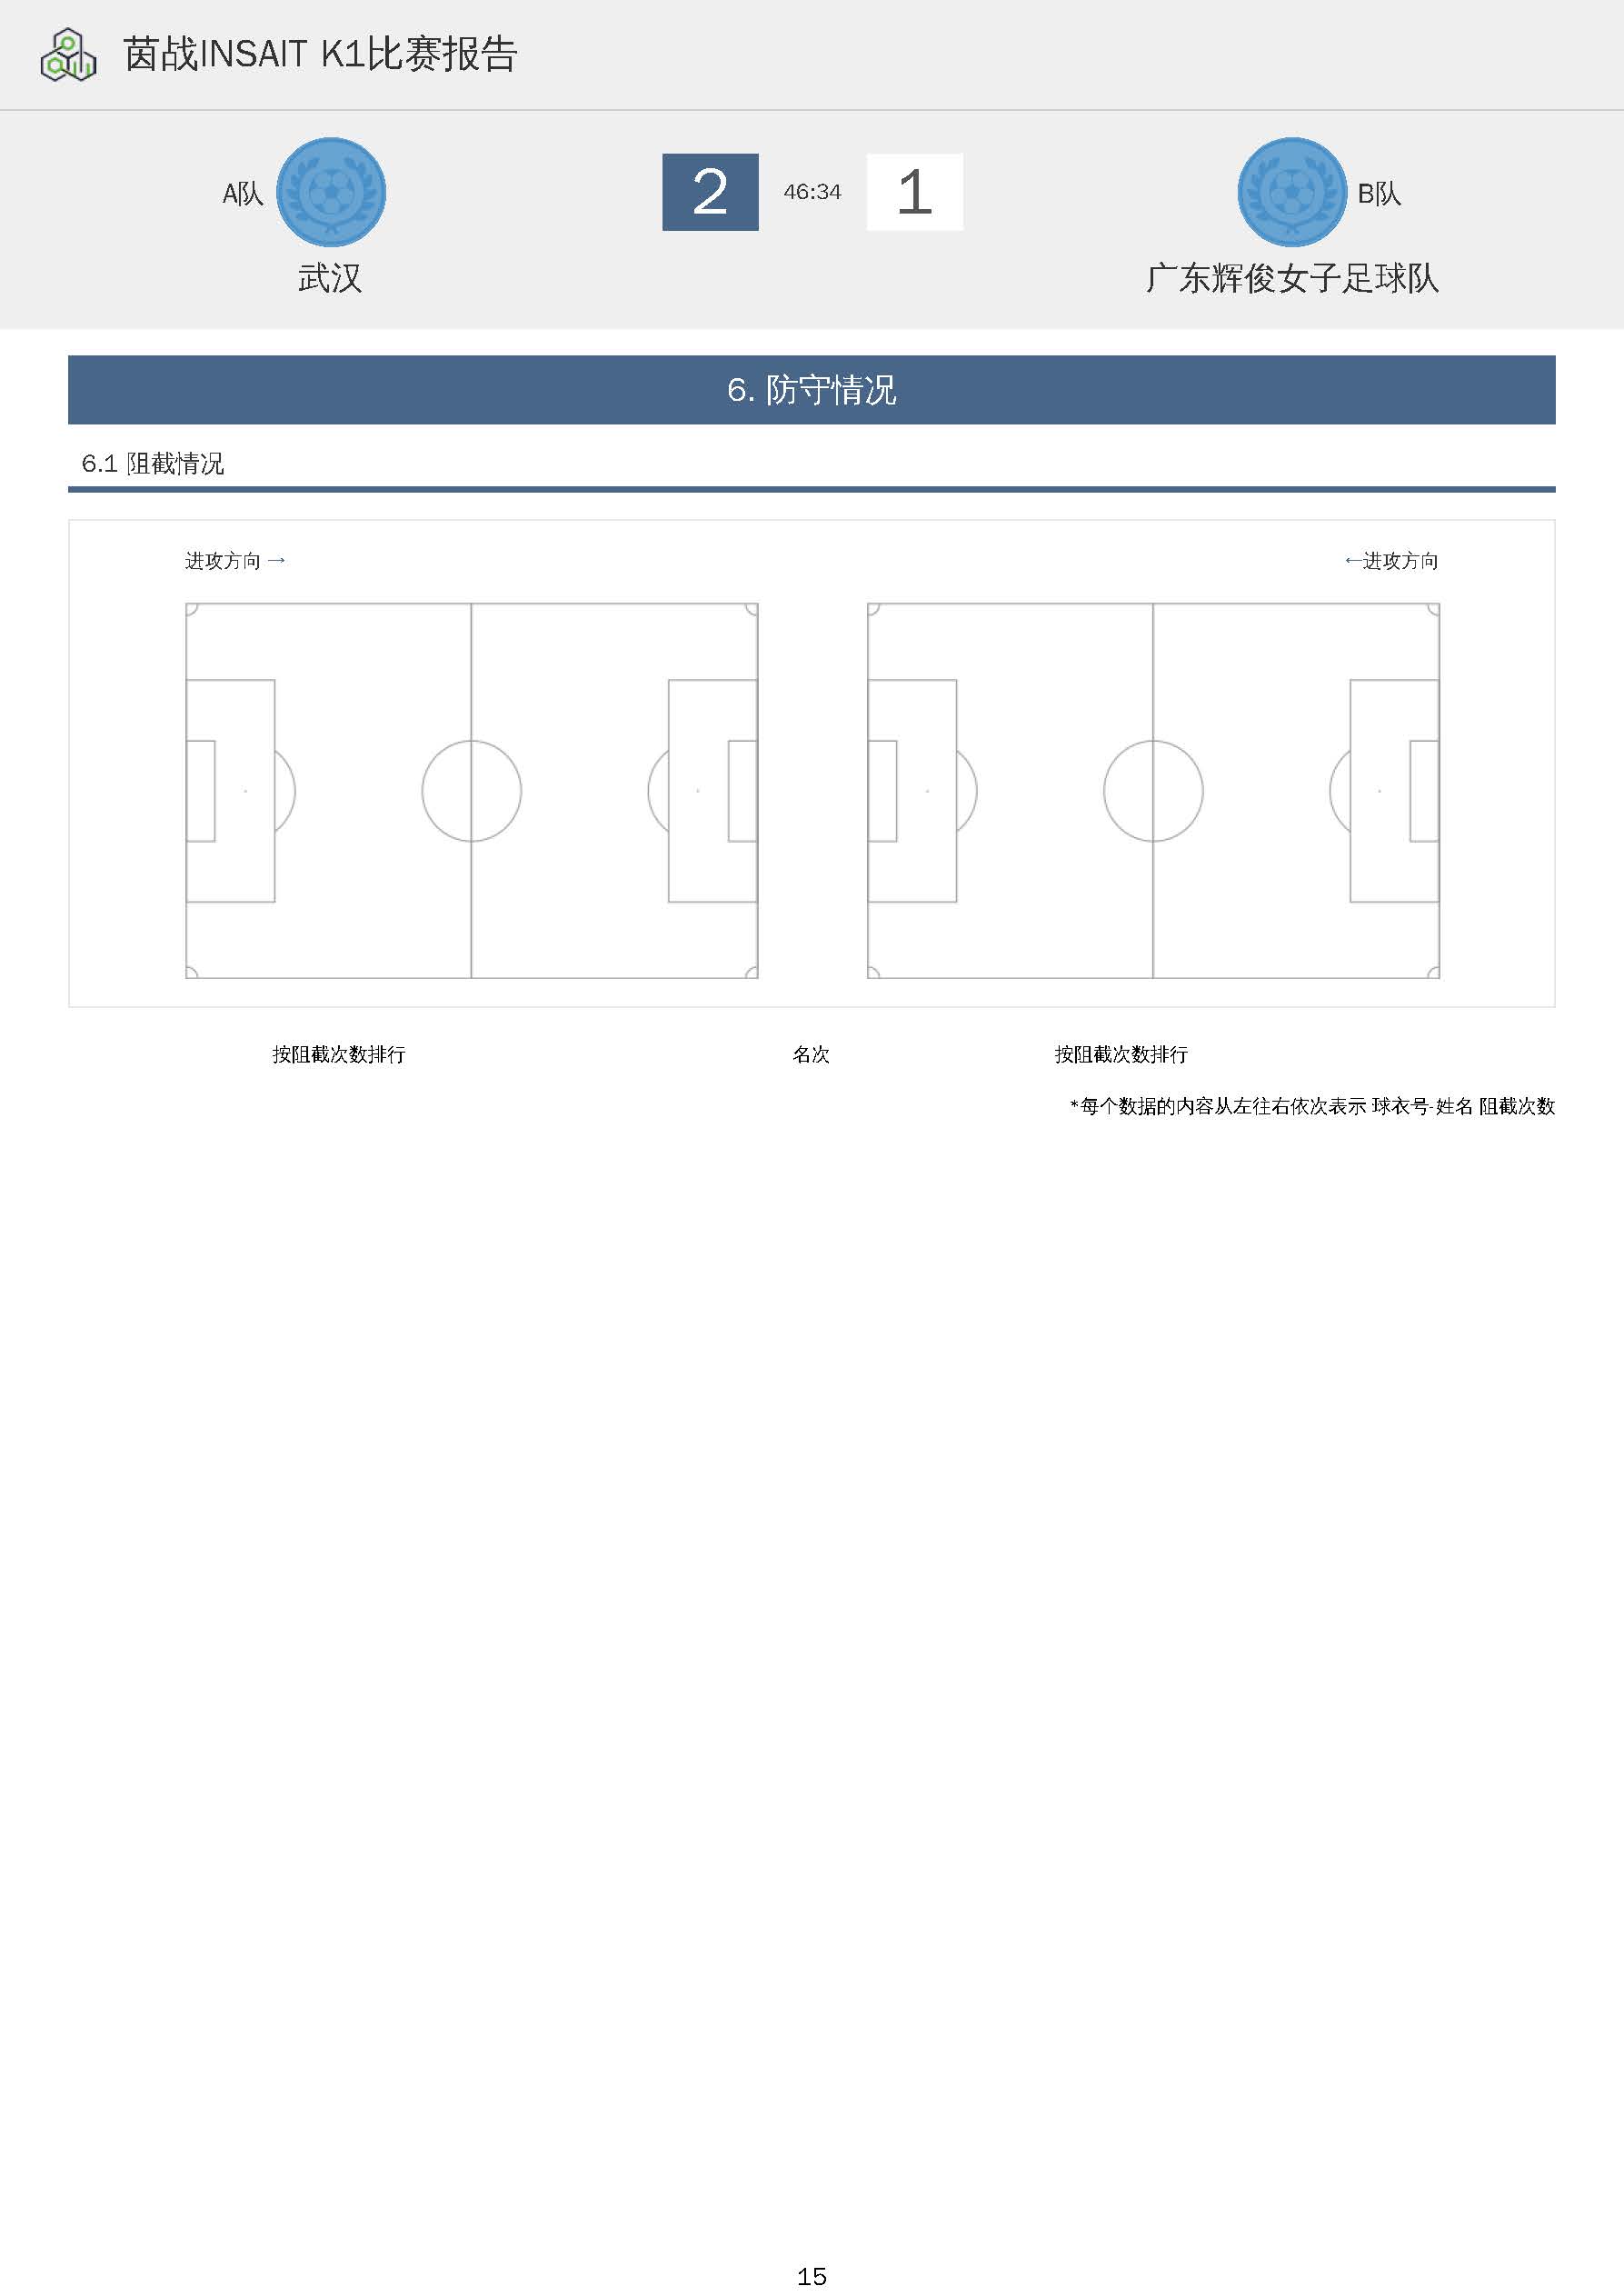 茵战INSAIT K1比赛报告
A队
2
46:34
1
B队
武汉
广东辉俊女子足球队
6. 防守情况
6.1 阻截情况
进攻方向 →
←进攻方向
按阻截次数排行
名次
按阻截次数排行
*每个数据的内容从左往右依次表示 球衣号-姓名 阻截次数
15